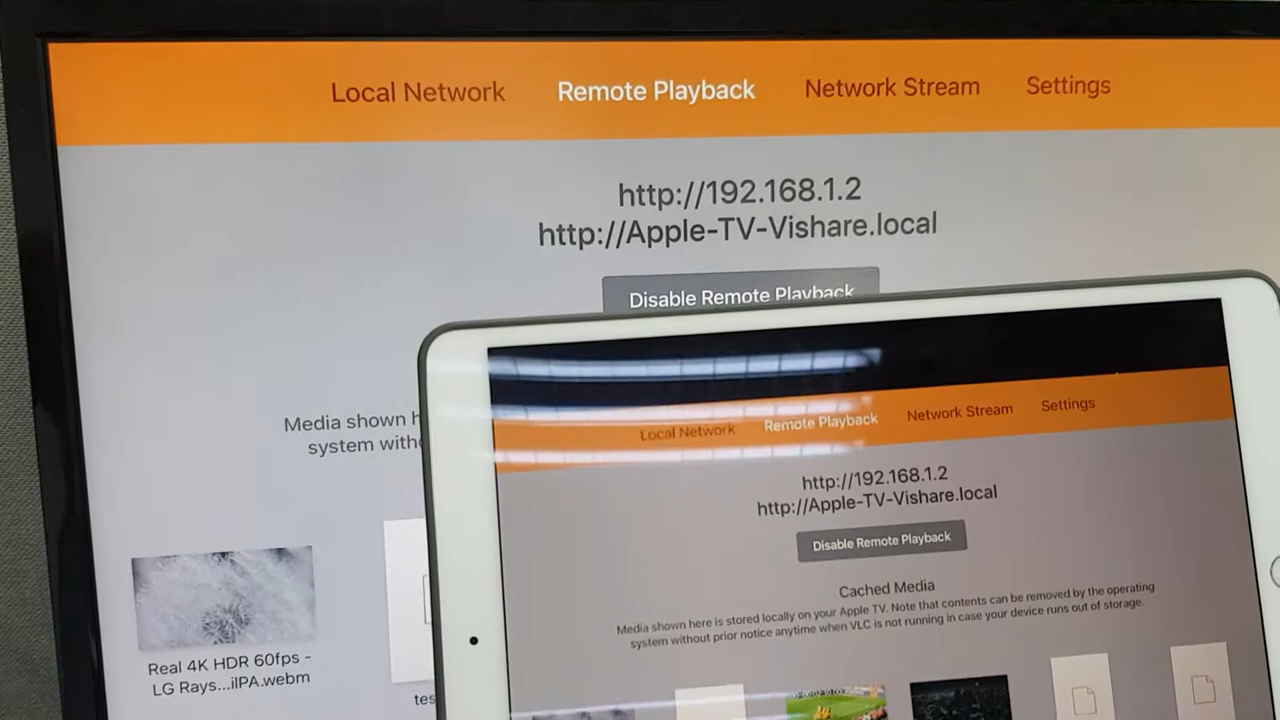 Local Network Remote Playback Network Stream Settings
http://192.168.1.2
http://Apple-TV-Vishare.local
Disable Remote Playback
Media shown
system
Real 4K HDR 60fps -
LG Rays...ilPA.webm
tes
Local Network Remote Playback Network Stream Settings
http://192.168.1.2
http://Apple-TV-Vishare.local
Disable Remote Playback
Cached Media
Media shown here is stored locally on your Apple TV. Note that contents can be removed by the operating
system without prior notice anytime when VLC is not running in case your device runs out of storage.